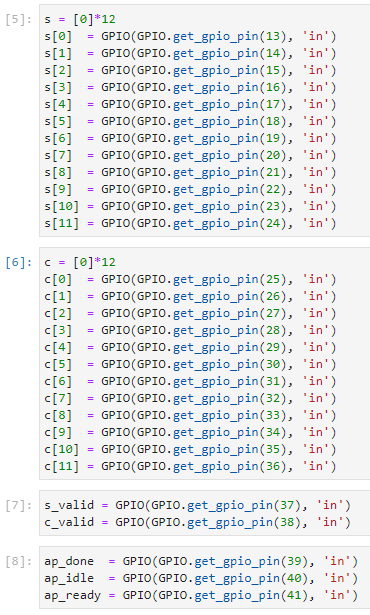 [5]: s = [0]*12
s[0]  = GPIO(GPIO.get_gpio_pin(13), 'in')
s[1]  = GPIO(GPIO.get_gpio_pin(14), 'in')
s[2]  = GPIO(GPIO.get_gpio_pin(15), 'in')
s[3]  = GPIO(GPIO.get_gpio_pin(16), 'in')
s[4]  = GPIO(GPIO.get_gpio_pin(17), 'in')
s[5]  = GPIO(GPIO.get_gpio_pin(18), 'in')
s[6]  = GPIO(GPIO.get_gpio_pin(19), 'in')
s[7]  = GPIO(GPIO.get_gpio_pin(20), 'in')
s[8]  = GPIO(GPIO.get_gpio_pin(21), 'in')
s[9]  = GPIO(GPIO.get_gpio_pin(22), 'in')
s[10] = GPIO(GPIO.get_gpio_pin(23), 'in')
s[11] = GPIO(GPIO.get_gpio_pin(24), 'in')
[6]: c = [0]*12
c[0]  = GPIO(GPIO.get_gpio_pin(25), 'in')
c[1]  = GPIO(GPIO.get_gpio_pin(26), 'in')
c[2]  = GPIO(GPIO.get_gpio_pin(27), 'in')
c[3]  = GPIO(GPIO.get_gpio_pin(28), 'in')
c[4]  = GPIO(GPIO.get_gpio_pin(29), 'in')
c[5]  = GPIO(GPIO.get_gpio_pin(30), 'in')
c[6]  = GPIO(GPIO.get_gpio_pin(31), 'in')
c[7]  = GPIO(GPIO.get_gpio_pin(32), 'in')
c[8]  = GPIO(GPIO.get_gpio_pin(33), 'in')
c[9]  = GPIO(GPIO.get_gpio_pin(34), 'in')
c[10] = GPIO(GPIO.get_gpio_pin(35), 'in')
c[11] = GPIO(GPIO.get_gpio_pin(36), 'in')
[7]: s_valid = GPIO(GPIO.get_gpio_pin(37), 'in')
c_valid = GPIO(GPIO.get_gpio_pin(38), 'in')
[8]: ap_done  = GPIO(GPIO.get_gpio_pin(39), 'in')
ap_idle  = GPIO(GPIO.get_gpio_pin(40), 'in')
ap_ready = GPIO(GPIO.get_gpio_pin(41), 'in')